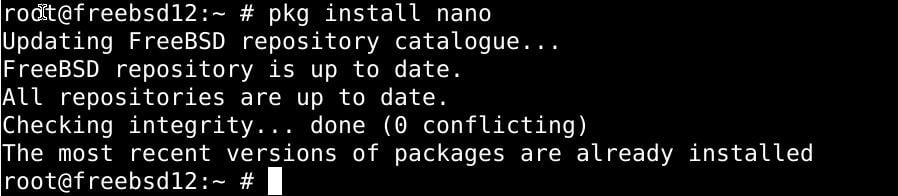 root@freebsd12:~ # pkg install nano
Updating FreeBSD repository catalogue...
FreeBSD repository is up to date.
All repositories are up to date.
Checking integrity... done (0 conflicting)
The most recent versions of packages are already installed
root@freebsd12:~ #